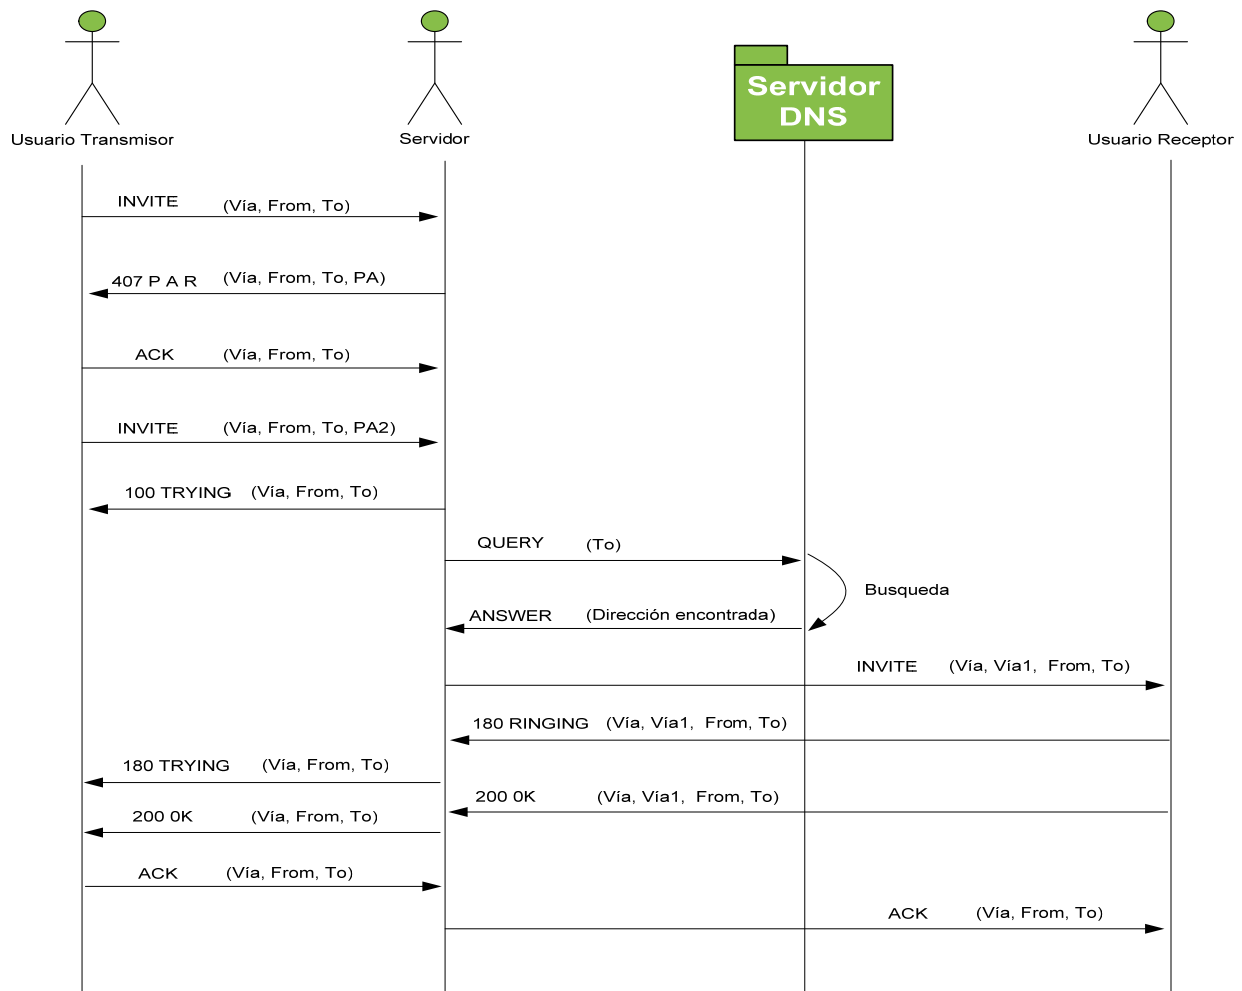 Servidor
DNS
Usuario Transmisor
Servidor
Usuario Receptor
INVITE (Vía, From, To)
407 P A R (Vía, From, To, PA)
ACK (Vía, From, To)
INVITE (Vía, From, To, PA2)
100 TRYING (Vía, From, To)
QUERY (To)
Busqueda
ANSWER (Dirección encontrada)
INVITE (Vía, Vía1, From, To)
180 RINGING (Vía, Vía1, From, To)
180 TRYING (Vía, From, To)
200 0K (Vía, Vía1, From, To)
200 0K (Vía, From, To)
ACK (Vía, From, To)
ACK (Vía, From, To)